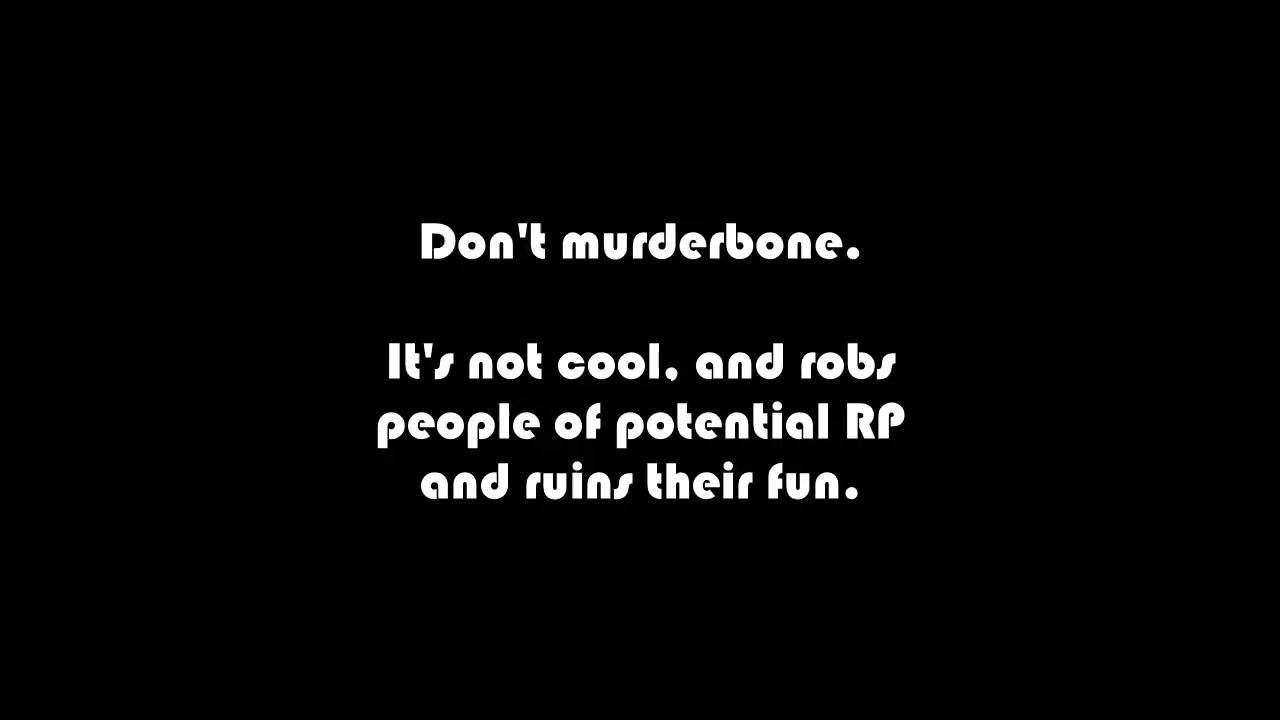 Don't murderbone.
It's not cool, and robs
people of potential RP
and ruins their fun.